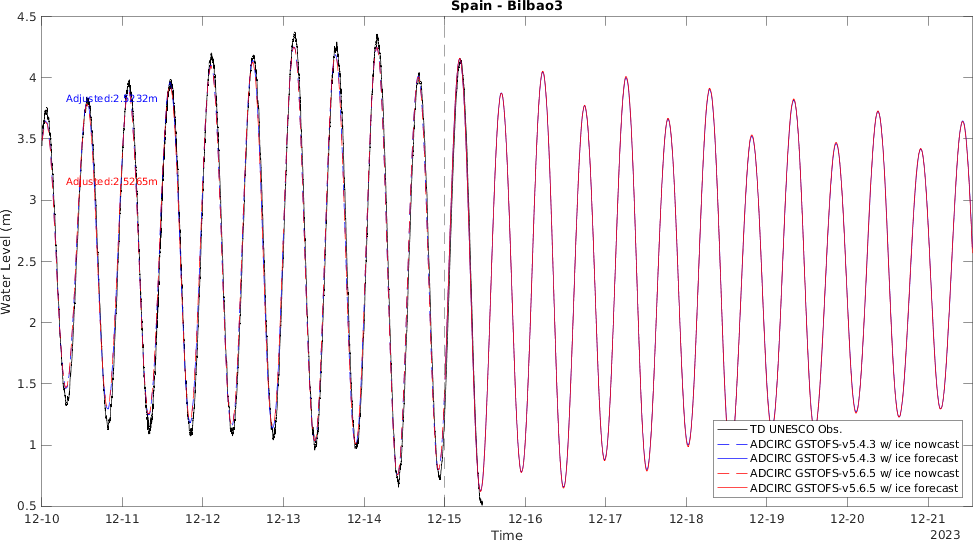 Spain - Bilbao3
4.5
4
3.5
3
2.5
2
1.5
1
0.5
Water Level (m)
Adjusted:2.5232m
Adjusted:2.5265m
TD UNESCO Obs.
ADCIRC GSTOFS-v5.4.3 w/ ice nowcast
ADCIRC GSTOFS-v5.4.3 w/ ice forecast
ADCIRC GSTOFS-v5.6.5 w/ ice nowcast
ADCIRC GSTOFS-v5.6.5 w/ ice forecast
12-10 12-11 12-12 12-13 12-14 12-15 12-16 12-17 12-18 12-19 12-20 12-21
Time
2023